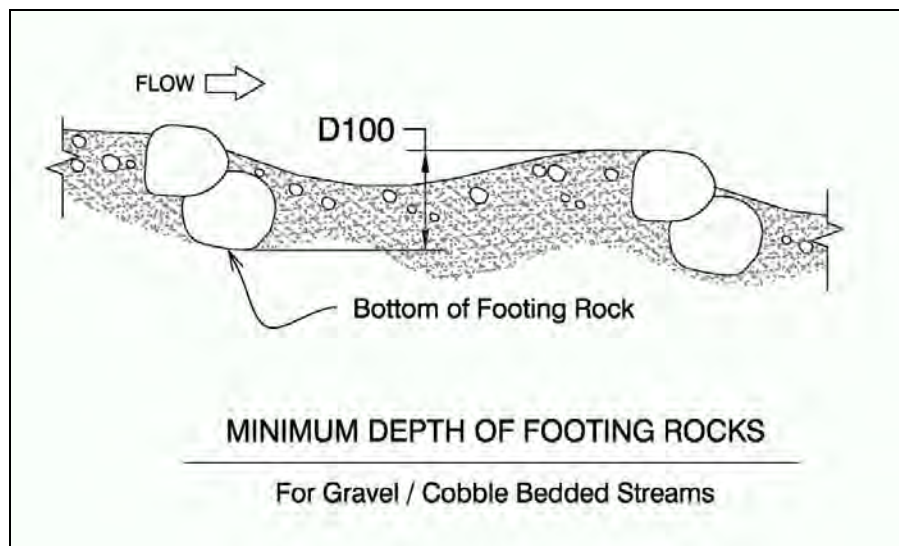 FLOW
D100
Bottom of Footing Rock
MINIMUM DEPTH OF FOOTING ROCKS
For Gravel / Cobble Bedded Streams